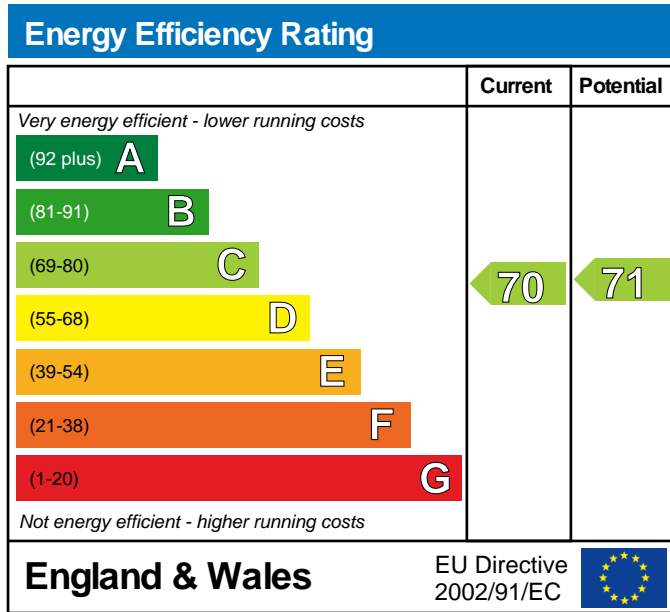 Energy Efficiency Rating
Current Potential
Very energy efficient - lower running costs
(92 plus) A
(81-91) B
(69-80) C
70 71
(55-68) D
(39-54) E
(21-38) F
(1-20) G
Not energy efficient - higher running costs
England & Wales
EU Directive
2002/91/EC